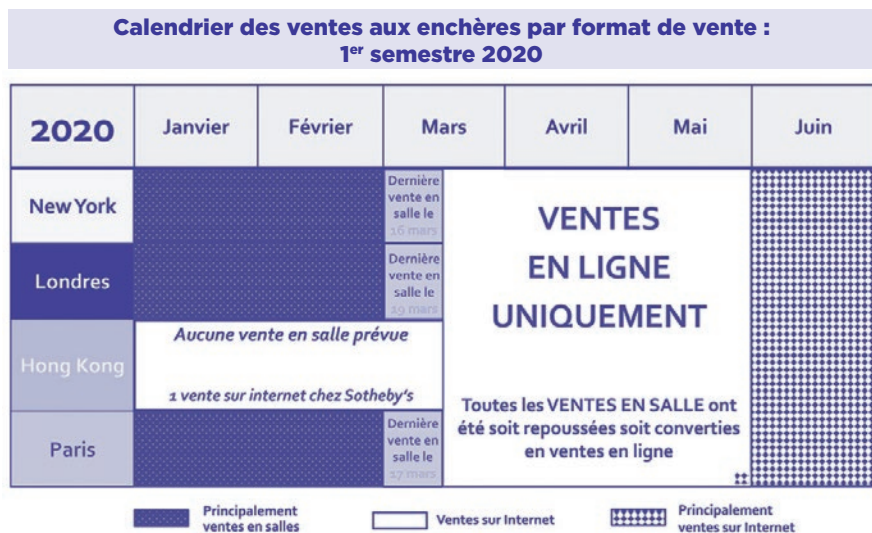 Calendrier des ventes aux enchères par format de vente :
1er semestre 2020
2020
Janvier
Février
Mars
Avril
Mai
Juin
New York
Dernière
vente en
salle le
16 mars
Londres
Dernière
vente en
salle le
19 mars
Hong Kong
Aucune vente en salle prévue
1 vente sur internet chez Sotheby's
Paris
Dernière
vente en
salle le
17 mars
VENTES
EN LIGNE
UNIQUEMENT
Toutes les VENTES EN SALLE ont
été soit repoussées soit converties
en ventes en ligne
Principalement
ventes en salles
Ventes sur Internet
Principalement
ventes sur Internet